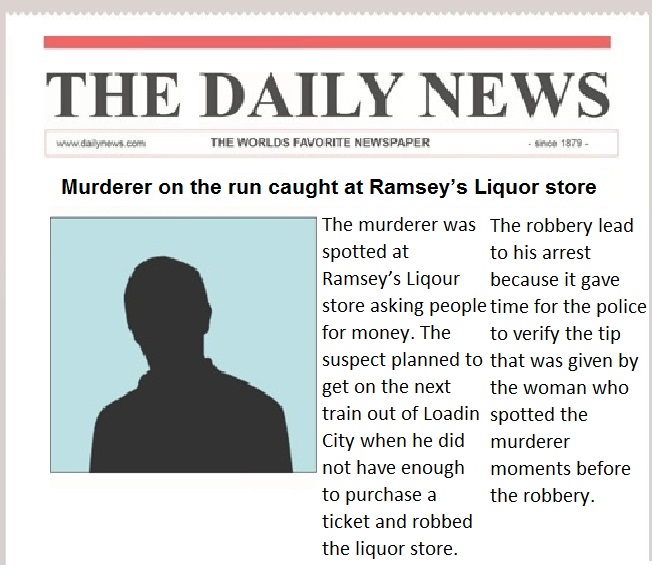 THE DAILY NEWS
www.dailynews.com THE WORLDS FAVORITE NEWSPAPER - since 1879 -
Murderer on the run caught at Ramsey’s Liquor store
The murderer was
spotted at
Ramsey’s Liqour
store asking people
for money. The
suspect planned to
get on the next
train out of Loadin
City when he did
not have enough
to purchase a
ticket and robbed
the liquor store.
The robbery lead
to his arrest
because it gave
time for the police
to verify the tip
that was given by
the woman who
spotted the
murderer
moments before
the robbery.